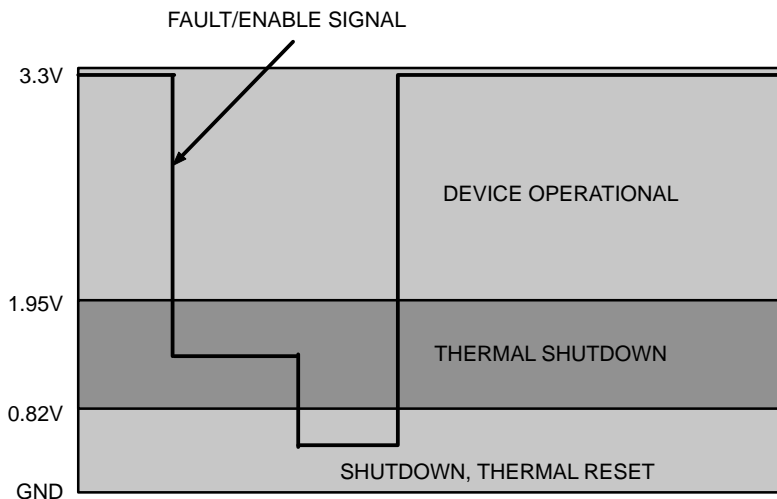 FAULT/ENABLE SIGNAL
3.3V
DEVICE OPERATIONAL
1.95V
THERMAL SHUTDOWN
0.82V
SHUTDOWN, THERMAL RESET
GND